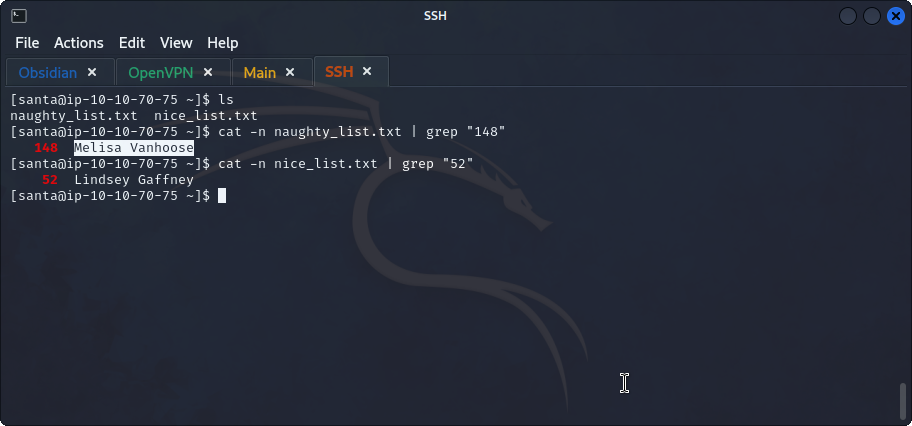 SSH
File Actions Edit View Help
Obsidian × OpenVPN × Main × SSH ×
[santa@ip-10-10-70-75 ~]$ ls
naughty_list.txt  nice_list.txt
[santa@ip-10-10-70-75 ~]$ cat -n naughty_list.txt | grep "148"
   148  Melisa Vanhoose
[santa@ip-10-10-70-75 ~]$ cat -n nice_list.txt | grep "52"
    52  Lindsey Gaffney
[santa@ip-10-10-70-75 ~]$